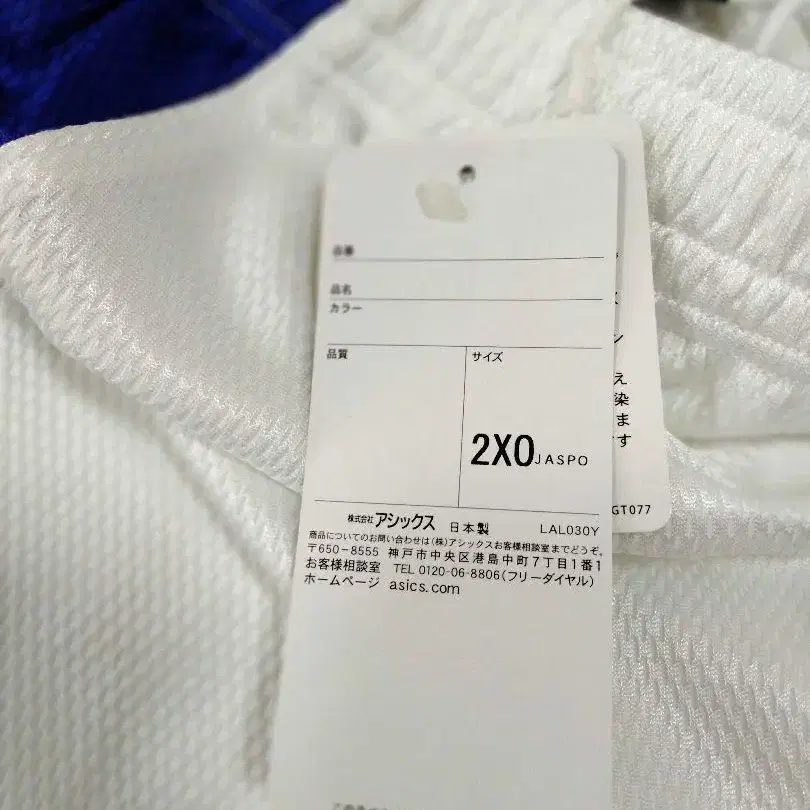 品番
品名
カラー
品質
サイズ
2XO JASPO
株式会社 アシックス 日本製 LAL030Y
商品についてのお問い合わせは(株)アシックスお客様相談室までどうぞ。
〒650-8555 神戸市中央区港島中町7丁目1番1
お客様相談室 TEL 0120-06-8806(フリーダイヤル)
ホームページ asics.com
ン
え
染
ま
す
GT077